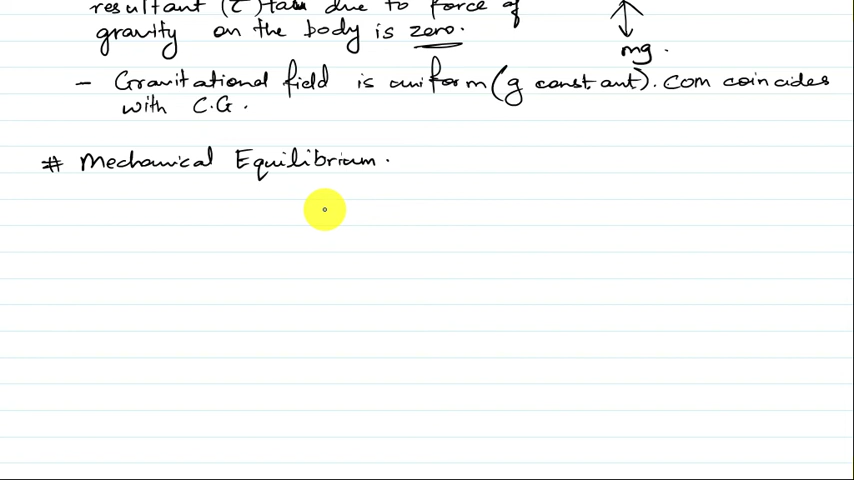 resultant (τ) tau due to force of
gravity on the body is zero.
mg.
- Gravitational field is uniform (g constant). COM coincides
with C.G.
# Mechanical Equilibrium.